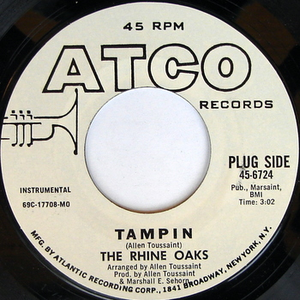 45 RPM
ATCO
RECORDS
PLUG SIDE
45-6724
Pub., Marsaint,
BMI
Time: 3:02
INSTRUMENTAL
69C-17708-MO
TAMPIN
(Allen Toussaint)
THE RHINE OAKS
Arranged by Allen Toussaint
Prod. by Allen Toussaint
& Marshall E. Sehorn
MFG. BY ATLANTIC RECORDING CORP., 1841 BROADWAY, NEW YORK, N.Y.